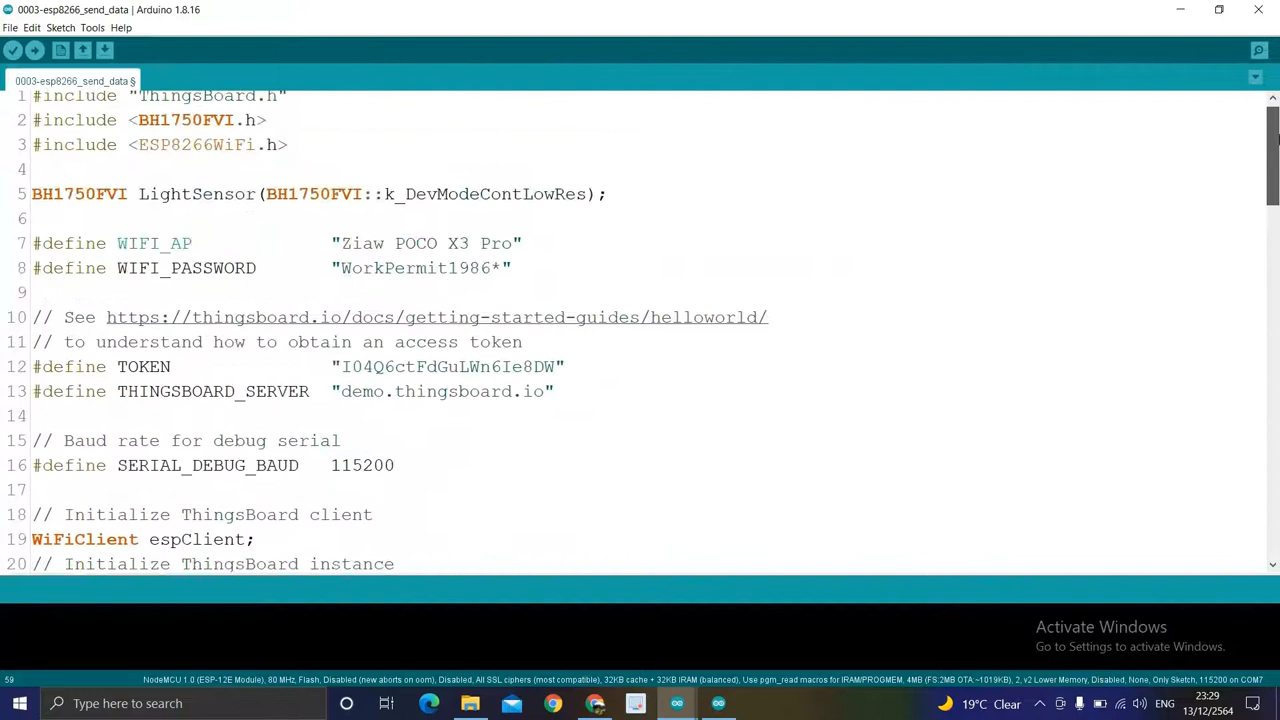 0003-esp8266_send_data | Arduino 1.8.16
File Edit Sketch Tools Help
0003-esp8266_send_data §
1 #include "ThingsBoard.h"
2 #include <BH1750FVI.h>
3 #include <ESP8266WiFi.h>
4
5 BH1750FVI LightSensor(BH1750FVI::k_DevModeContLowRes);
6
7 #define WIFI_AP "Ziaw POCO X3 Pro"
8 #define WIFI_PASSWORD "WorkPermit1986*"
9
10 // See https://thingsboard.io/docs/getting-started-guides/helloworld/
11 // to understand how to obtain an access token
12 #define TOKEN "I04Q6ctFdGuLWn6Ie8DW"
13 #define THINGSBOARD_SERVER "demo.thingsboard.io"
14
15 // Baud rate for debug serial
16 #define SERIAL_DEBUG_BAUD 115200
17
18 // Initialize ThingsBoard client
19 WiFiClient espClient;
20 // Initialize ThingsBoard instance
Activate Windows
Go to Settings to activate Windows.
59 NodeMCU 1.0 (ESP-12E Module), 80 MHz, Flash, Disabled (new aborts on oom), Disabled, All SSL ciphers (most compatible), 32KB cache + 32KB IRAM (balanced), Use pgm_read macros for IRAM/PROGMEM, 4MB (FS:2MB OTA:~1019KB), 2, v2 Lower Memory, Disabled, None, Only Sketch, 115200 on COM7
Type here to search
19°C Clear
ENG
23:29
13/12/2564